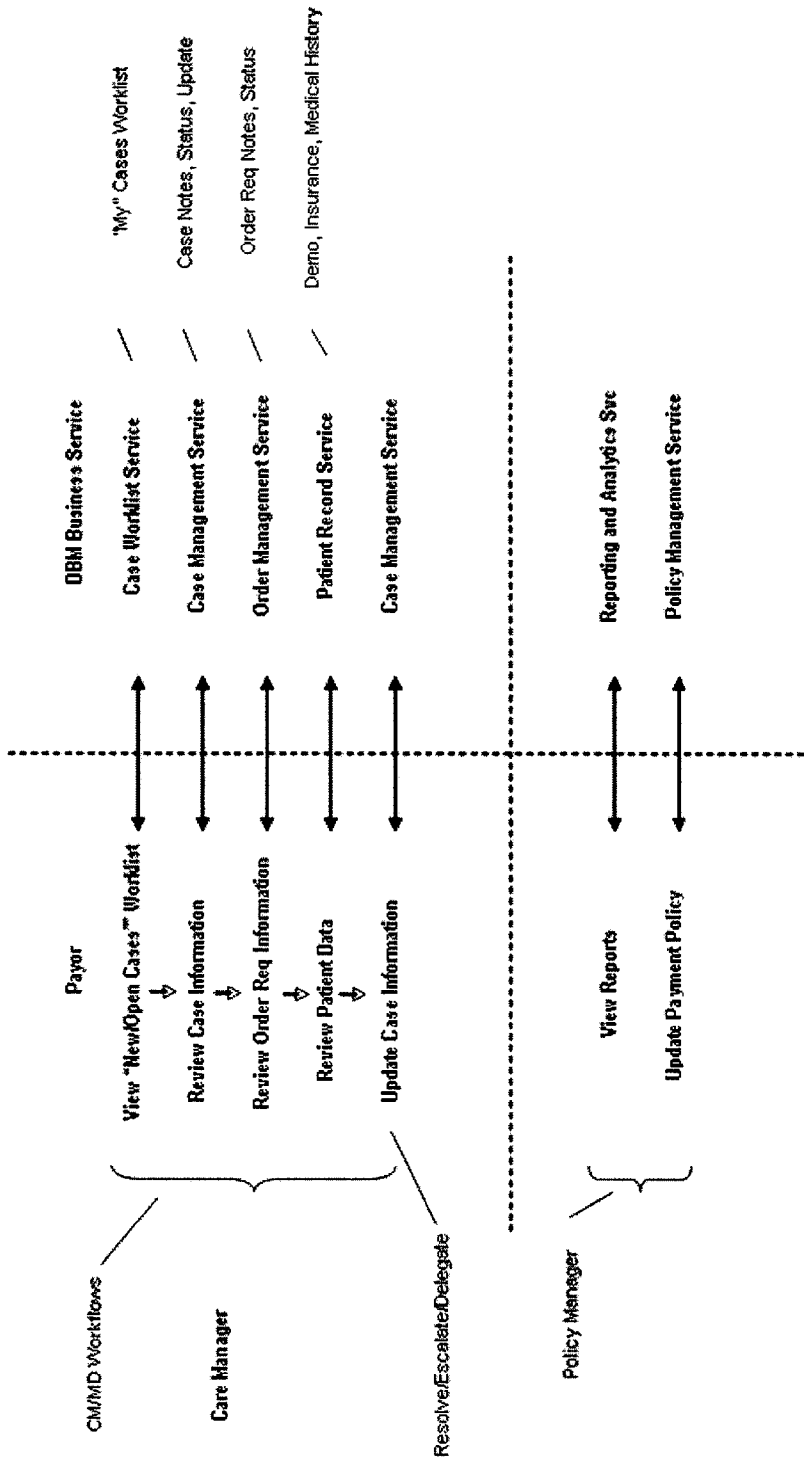 Payor
DBM Business Service
CM/MD Workflows
View "New/Open Cases"" Worklist
Case Worklist Service
"My" Cases Worklist
Care Manager
Review Case Information
Case Management Service
Case Notes, Status, Update
Review Order Req Information
Order Management Service
Order Req Notes, Status
Review Patient Data
Patient Record Service
Demo, Insurance, Medical History
Update Case Information
Case Management Service
Resolve/Escalate/Delegate
Policy Manager
View Reports
Reporting and Analytics Svc
Update Payment Policy
Policy Management Service